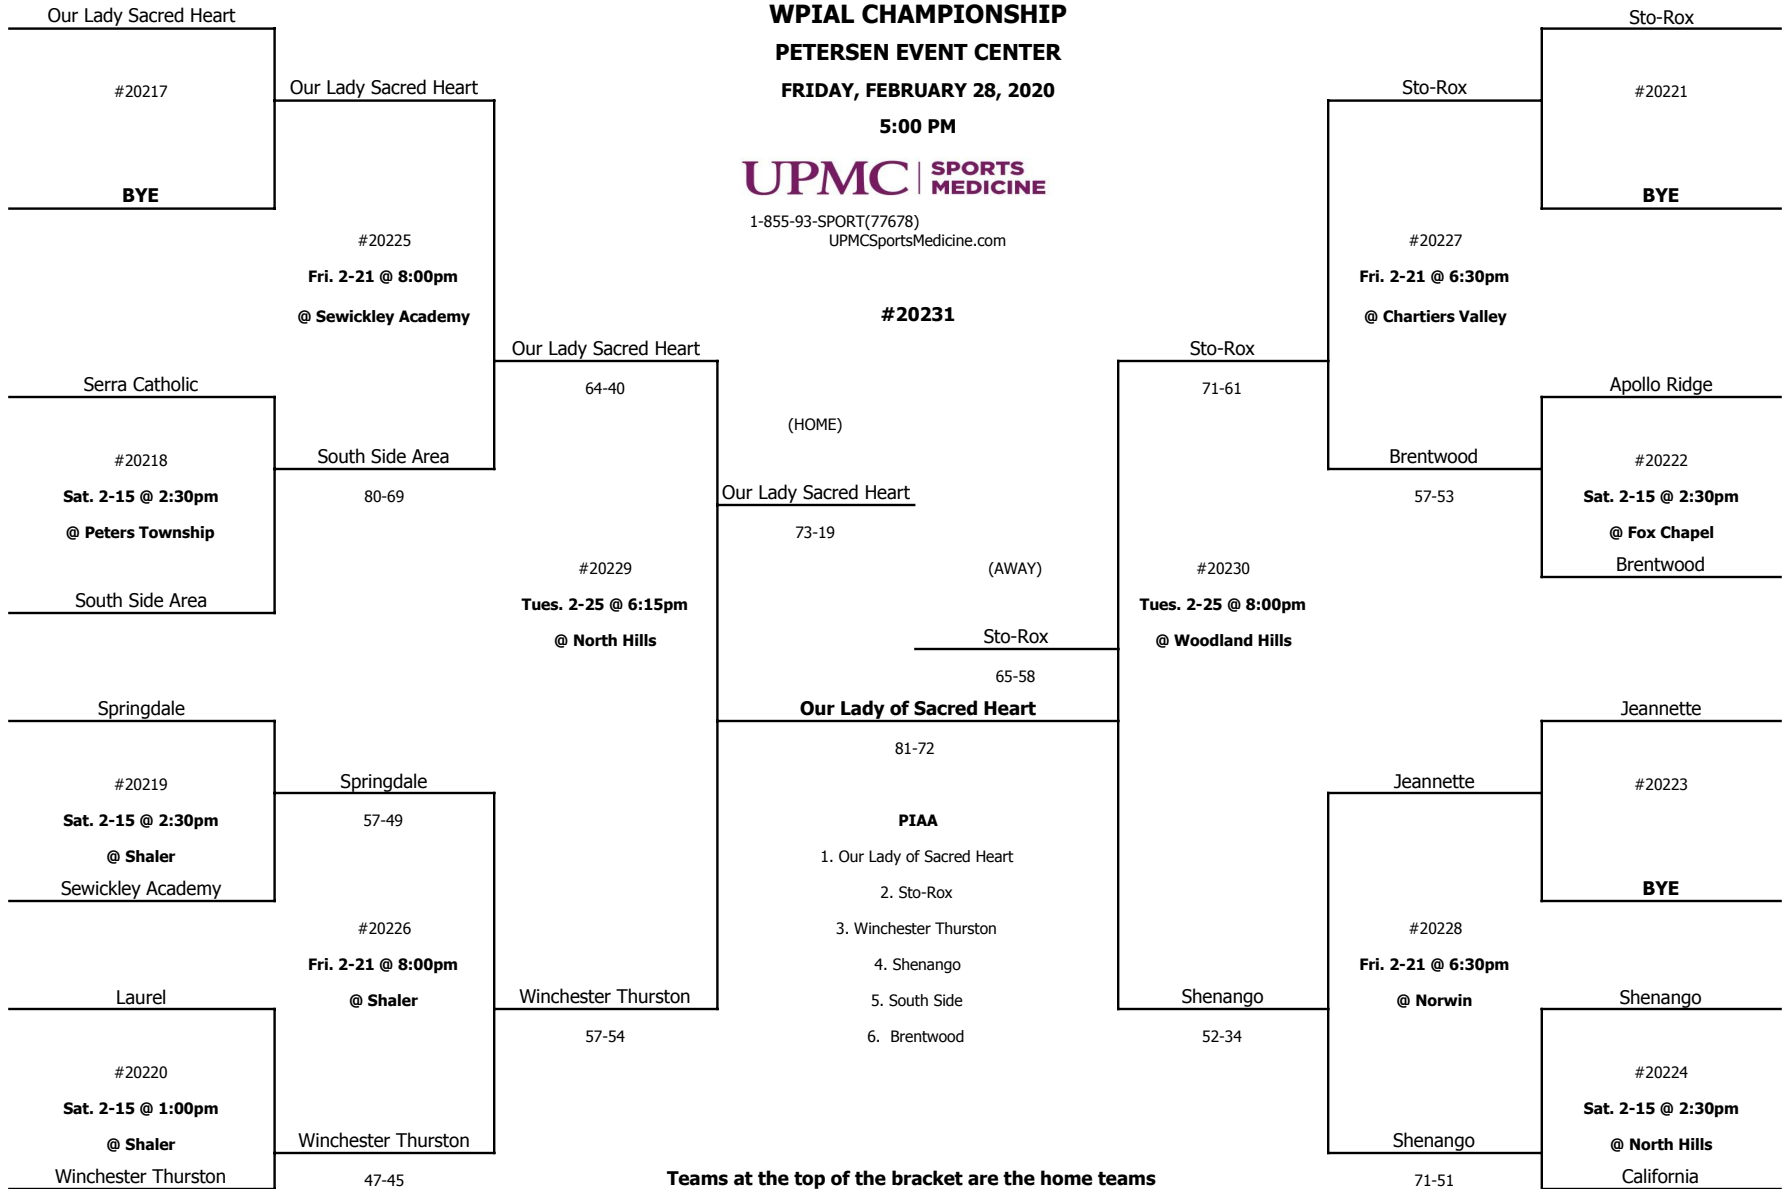 WPIAL CHAMPIONSHIP
PETERSEN EVENT CENTER
FRIDAY, FEBRUARY 28, 2020
5:00 PM
UPMC | SPORTS MEDICINE
1-855-93-SPORT(77678)
UPMCSportsMedicine.com
#20231
Our Lady Sacred Heart
#20217
BYE
Serra Catholic
#20218
Sat. 2-15 @ 2:30pm
@ Peters Township
South Side Area
Springdale
#20219
Sat. 2-15 @ 2:30pm
@ Shaler
Sewickley Academy
Laurel
#20220
Sat. 2-15 @ 1:00pm
@ Shaler
Winchester Thurston
Our Lady Sacred Heart
#20225
Fri. 2-21 @ 8:00pm
@ Sewickley Academy
South Side Area
80-69
Springdale
57-49
#20226
Fri. 2-21 @ 8:00pm
@ Shaler
Winchester Thurston
47-45
Our Lady Sacred Heart
64-40
#20229
Tues. 2-25 @ 6:15pm
@ North Hills
Winchester Thurston
57-54
(HOME)
Our Lady Sacred Heart
73-19
(AWAY)
Sto-Rox
65-58
Our Lady of Sacred Heart
81-72
PIAA
1. Our Lady of Sacred Heart
2. Sto-Rox
3. Winchester Thurston
4. Shenango
5. South Side
6. Brentwood
Teams at the top of the bracket are the home teams
Sto-Rox
71-61
#20230
Tues. 2-25 @ 8:00pm
@ Woodland Hills
Shenango
52-34
Sto-Rox
#20227
Fri. 2-21 @ 6:30pm
@ Chartiers Valley
Brentwood
57-53
Jeannette
#20228
Fri. 2-21 @ 6:30pm
@ Norwin
Shenango
71-51
Sto-Rox
#20221
BYE
Apollo Ridge
#20222
Sat. 2-15 @ 2:30pm
@ Fox Chapel
Brentwood
Jeannette
#20223
BYE
Shenango
#20224
Sat. 2-15 @ 2:30pm
@ North Hills
California